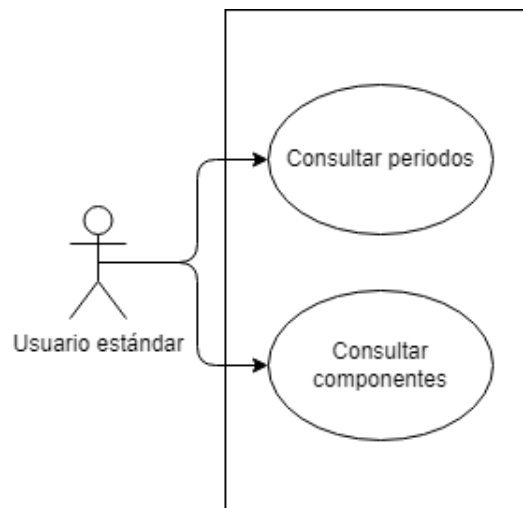 Consultar periodos
Usuario estándar
Consultar
componentes